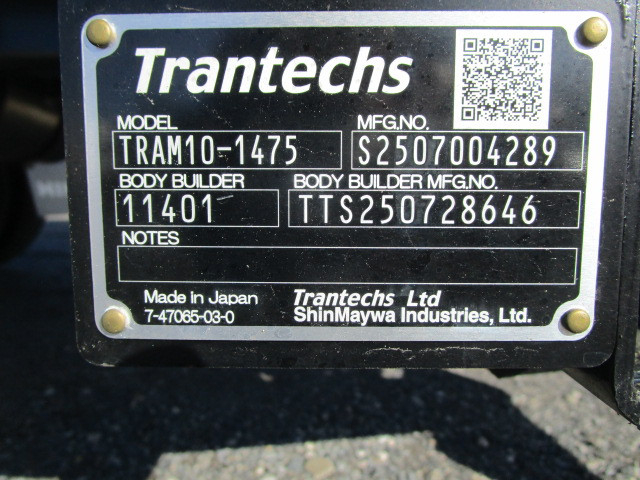 Trantechs
MODEL MFG.NO.
TRAM10-1475 S2507004289
BODY BUILDER BODY BUILDER MFG.NO.
11401 TTS250728646
NOTES
Made in Japan Trantechs Ltd
7-47065-03-0 ShinMaywa Industries, Ltd.